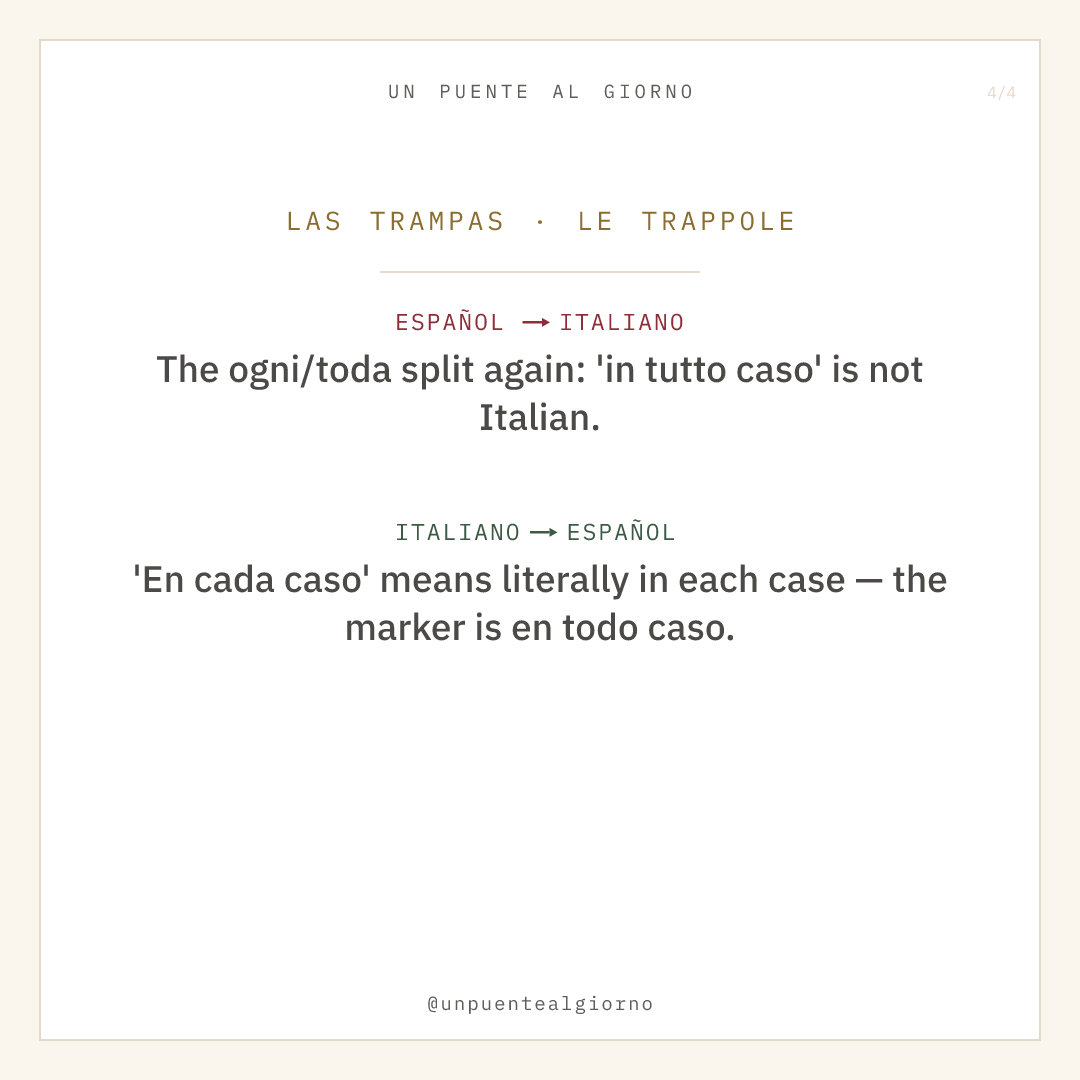 UN PUENTE AL GIORNO
4/4
LAS TRAMPAS · LE TRAPPOLE
ESPAÑOL → ITALIANO
The ogni/toda split again: 'in tutto caso' is not
Italian.
ITALIANO → ESPAÑOL
'En cada caso' means literally in each case — the
marker is en todo caso.
@unpuentealgiorno